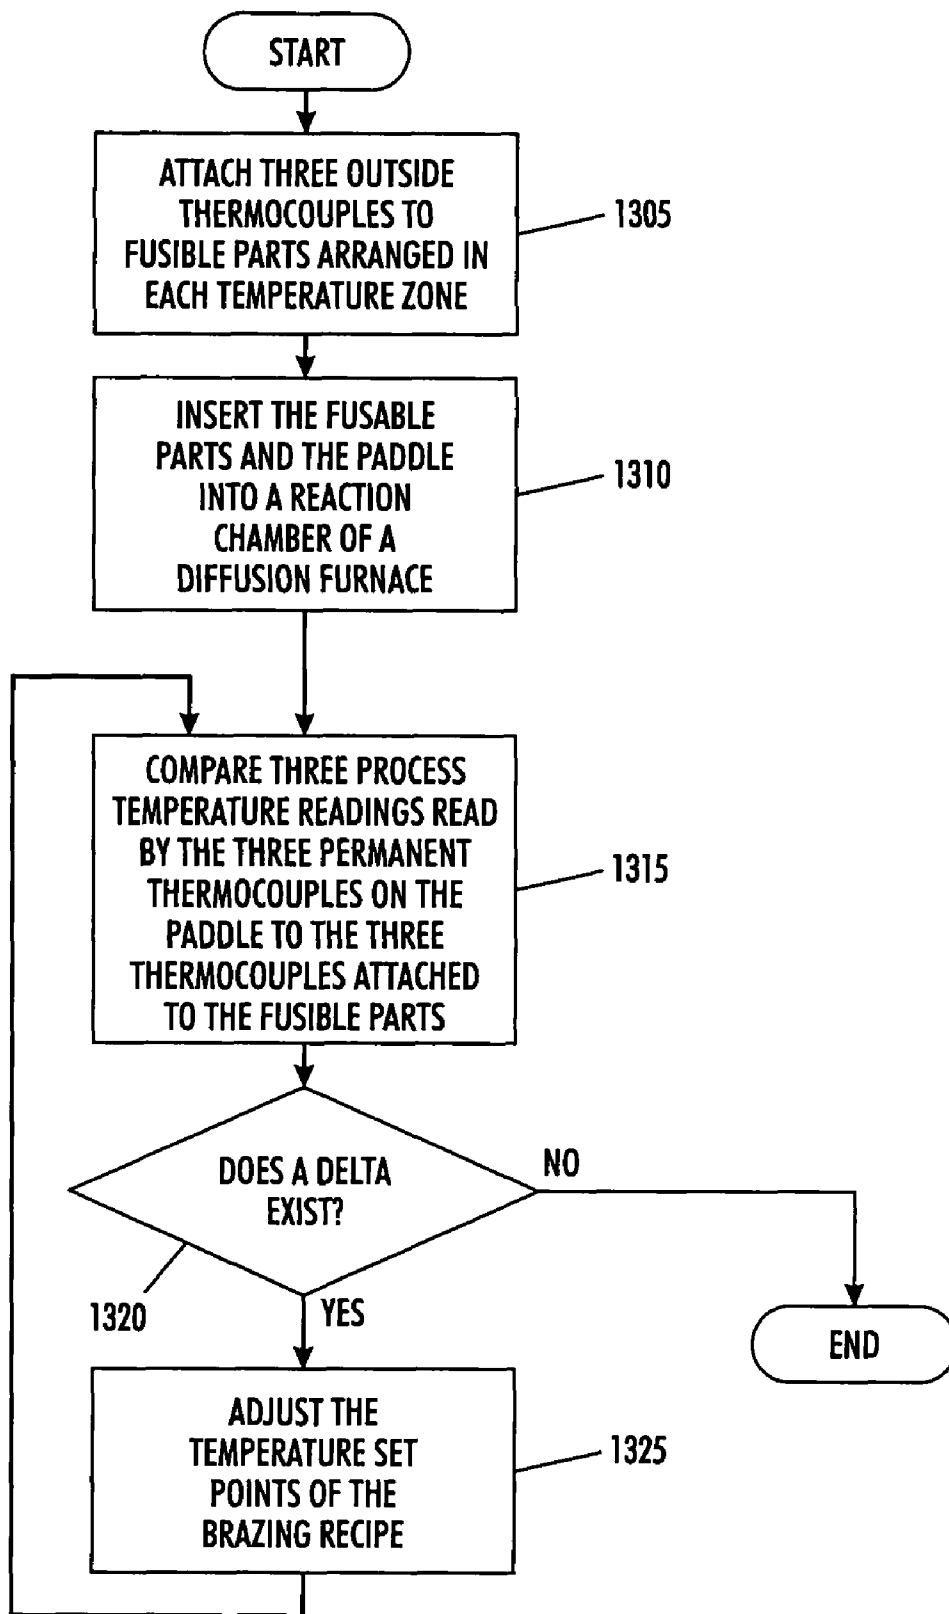 START
ATTACH THREE OUTSIDE
THERMOCOUPLES TO
FUSIBLE PARTS ARRANGED IN
EACH TEMPERATURE ZONE
1305
INSERT THE FUSABLE
PARTS AND THE PADDLE
INTO A REACTION
CHAMBER OF A
DIFFUSION FURNACE
1310
COMPARE THREE PROCESS
TEMPERATURE READINGS READ
BY THE THREE PERMANENT
THERMOCOUPLES ON THE
PADDLE TO THE THREE
THERMOCOUPLES ATTACHED
TO THE FUSIBLE PARTS
1315
DOES A DELTA
EXIST?
NO
1320
YES
END
ADJUST THE
TEMPERATURE SET
POINTS OF THE
BRAZING RECIPE
1325